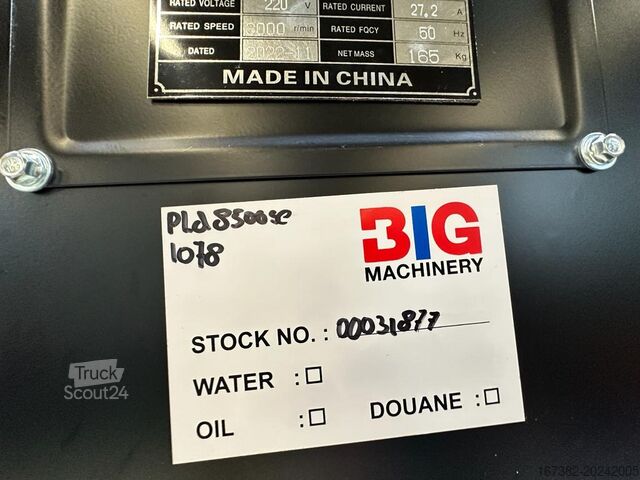 RATED VOLTAGE 220 V RATED CURRENT 27.2 A
RATED SPEED 3000 r/min RATED FQCY 50 Hz
DATED 2022-11 NET MASS 165 Kg
MADE IN CHINA
Pld8500se
1078
BIG
MACHINERY
STOCK NO. : 00031877
WATER :
OIL :
DOUANE :
Truck
Scout24
167382-20242005